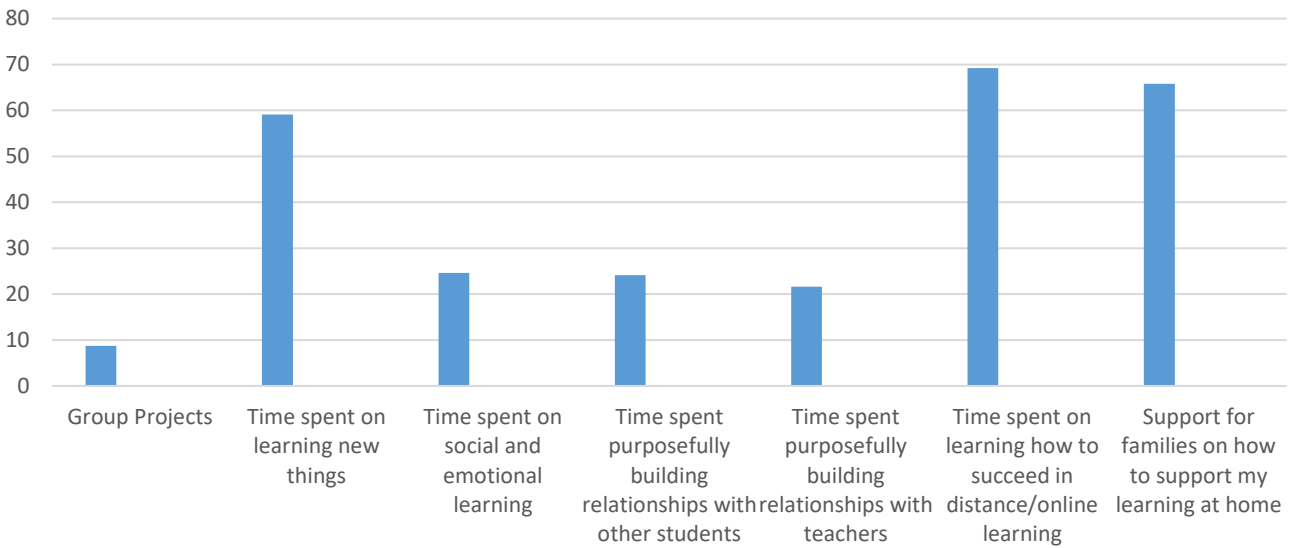 80
70
60
50
40
30
20
10
0
Group Projects
Time spent on
learning new
things
Time spent on
social and
emotional
learning
Time spent
purposefully
building
relationships with
other students
Time spent
purposefully
building
relationships with
teachers
Time spent on
learning how to
succeed in
distance/online
learning
Support for
families on how
to support my
learning at home